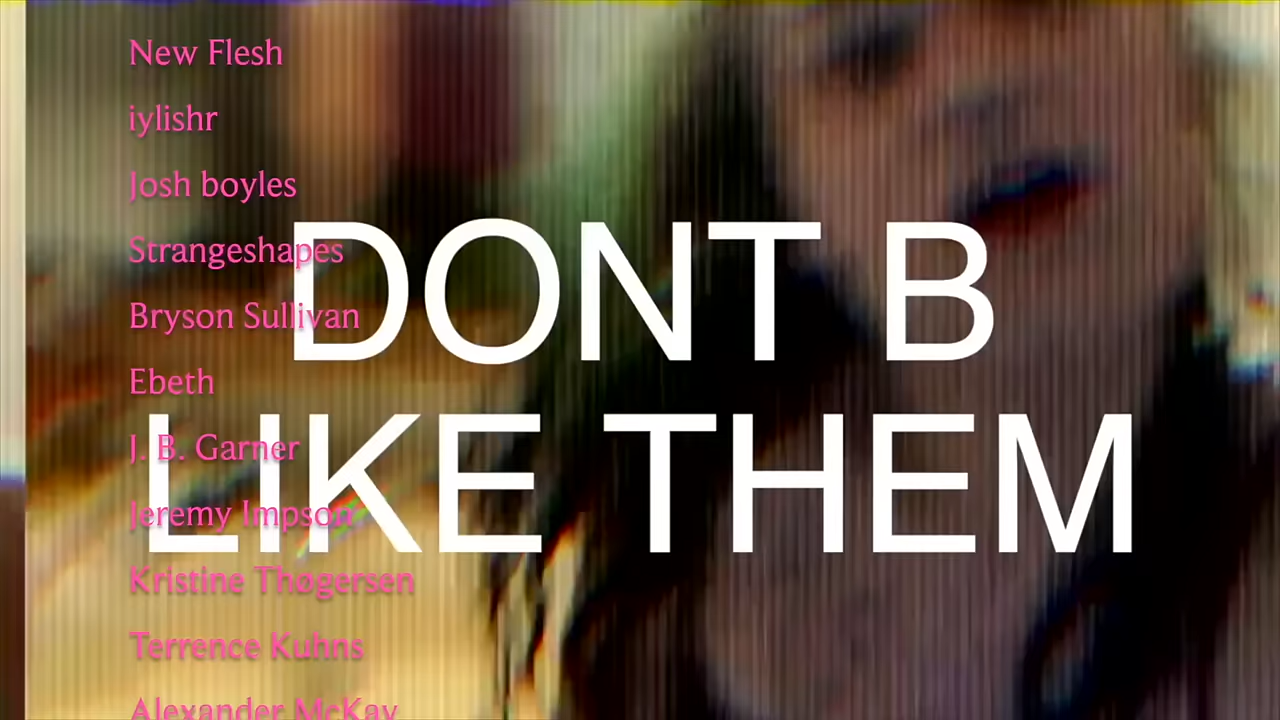 New Flesh
iylishr
Josh boyles
Strangeshapes
Bryson Sullivan
Ebeth
J. B. Garner
Jeremy Impson
Kristine Thøgersen
Terrence Kuhns
Alexander McKay
DONT B
LIKE THEM